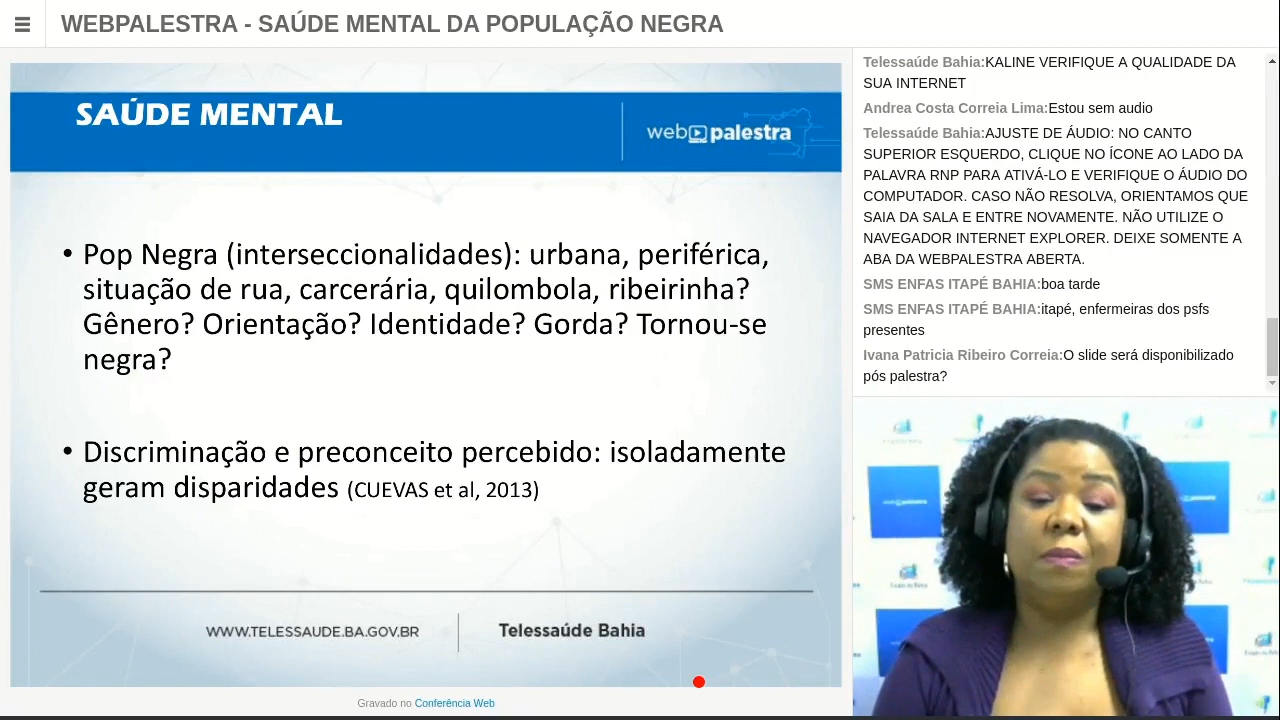 WEBPALESTRA - SAÚDE MENTAL DA POPULAÇÃO NEGRA
SAÚDE MENTAL
web palestra
• Pop Negra (interseccionalidades): urbana, periférica,
situação de rua, carcerária, quilombola, ribeirinha?
Gênero? Orientação? Identidade? Gorda? Tornou-se
negra?
• Discriminação e preconceito percebido: isoladamente
geram disparidades (CUEVAS et al, 2013)
WWW.TELESSAUDE.BA.GOV.BR
Telessaúde Bahia
Gravado no Conferência Web
Telessaúde Bahia:KALINE VERIFIQUE A QUALIDADE DA
SUA INTERNET
Andrea Costa Correia Lima:Estou sem audio
Telessaúde Bahia:AJUSTE DE ÁUDIO: NO CANTO
SUPERIOR ESQUERDO, CLIQUE NO ÍCONE AO LADO DA
PALAVRA RNP PARA ATIVÁ-LO E VERIFIQUE O ÁUDIO DO
COMPUTADOR. CASO NÃO RESOLVA, ORIENTAMOS QUE
SAIA DA SALA E ENTRE NOVAMENTE. NÃO UTILIZE O
NAVEGADOR INTERNET EXPLORER. DEIXE SOMENTE A
ABA DA WEBPALESTRA ABERTA.
SMS ENFAS ITAPÉ BAHIA:boa tarde
SMS ENFAS ITAPÉ BAHIA:itapé, enfermeiras dos psfs
presentes
Ivana Patricia Ribeiro Correia:O slide será disponibilizado
pós palestra?